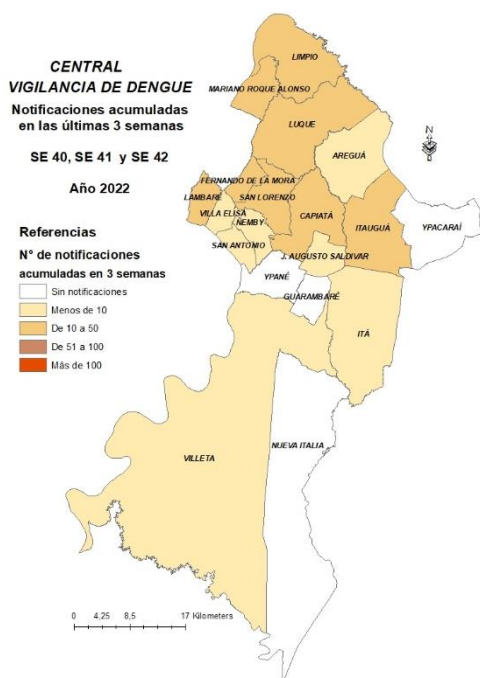 CENTRAL
VIGILANCIA DE DENGUE
Notificaciones acumuladas
en las últimas 3 semanas
SE 40, SE 41 y SE 42
Año 2022
Referencias
N° de notificaciones
acumuladas en 3 semanas
Sin notificaciones
Menos de 10
De 10 a 50
De 51 a 100
Más de 100
LIMPIO
MARIANO ROQUE ALONSO
LUQUE
N
AREGUÁ
FERNANDO DE LA MORA
LAMBARÉ
SAN LORENZO
VILLA ELISA
ÑEMBY
CAPIATÁ
ITAUGUÁ
YPACARAÍ
SAN ANTONIO
J. AUGUSTO SALDIVAR
YPANÉ
GUARAMBARÉ
ITÁ
VILLETA
NUEVA ITALIA
0 4,25 8,5 17 Kilometers